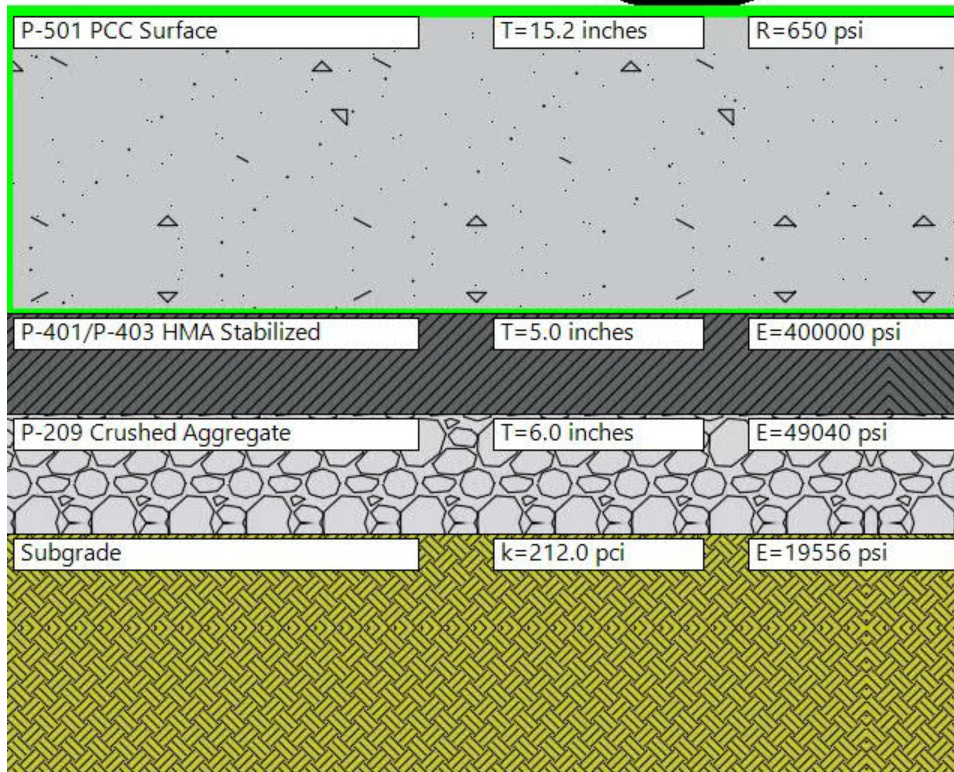 P-501 PCC Surface T=15.2 inches R=650 psi
P-401/P-403 HMA Stabilized T=5.0 inches E=400000 psi
P-209 Crushed Aggregate T=6.0 inches E=49040 psi
Subgrade k=212.0 pci E=19556 psi